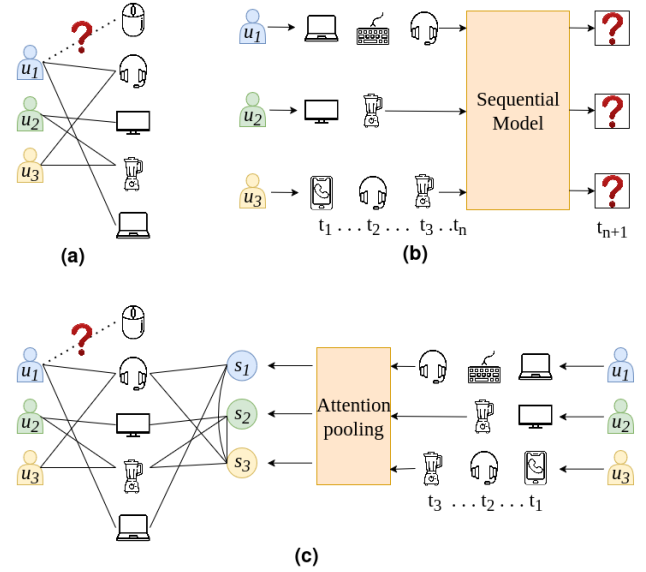 ?
u1
u2
u3
(a)
u1
u2
u3
Sequential
Model
?
?
?
t1 . . . t2 . . . t3 . . tn
tn+1
(b)
?
u1
u2
u3
s1
s2
s3
Attention
pooling
u1
u2
u3
t3 . . . t2 . . . t1
(c)